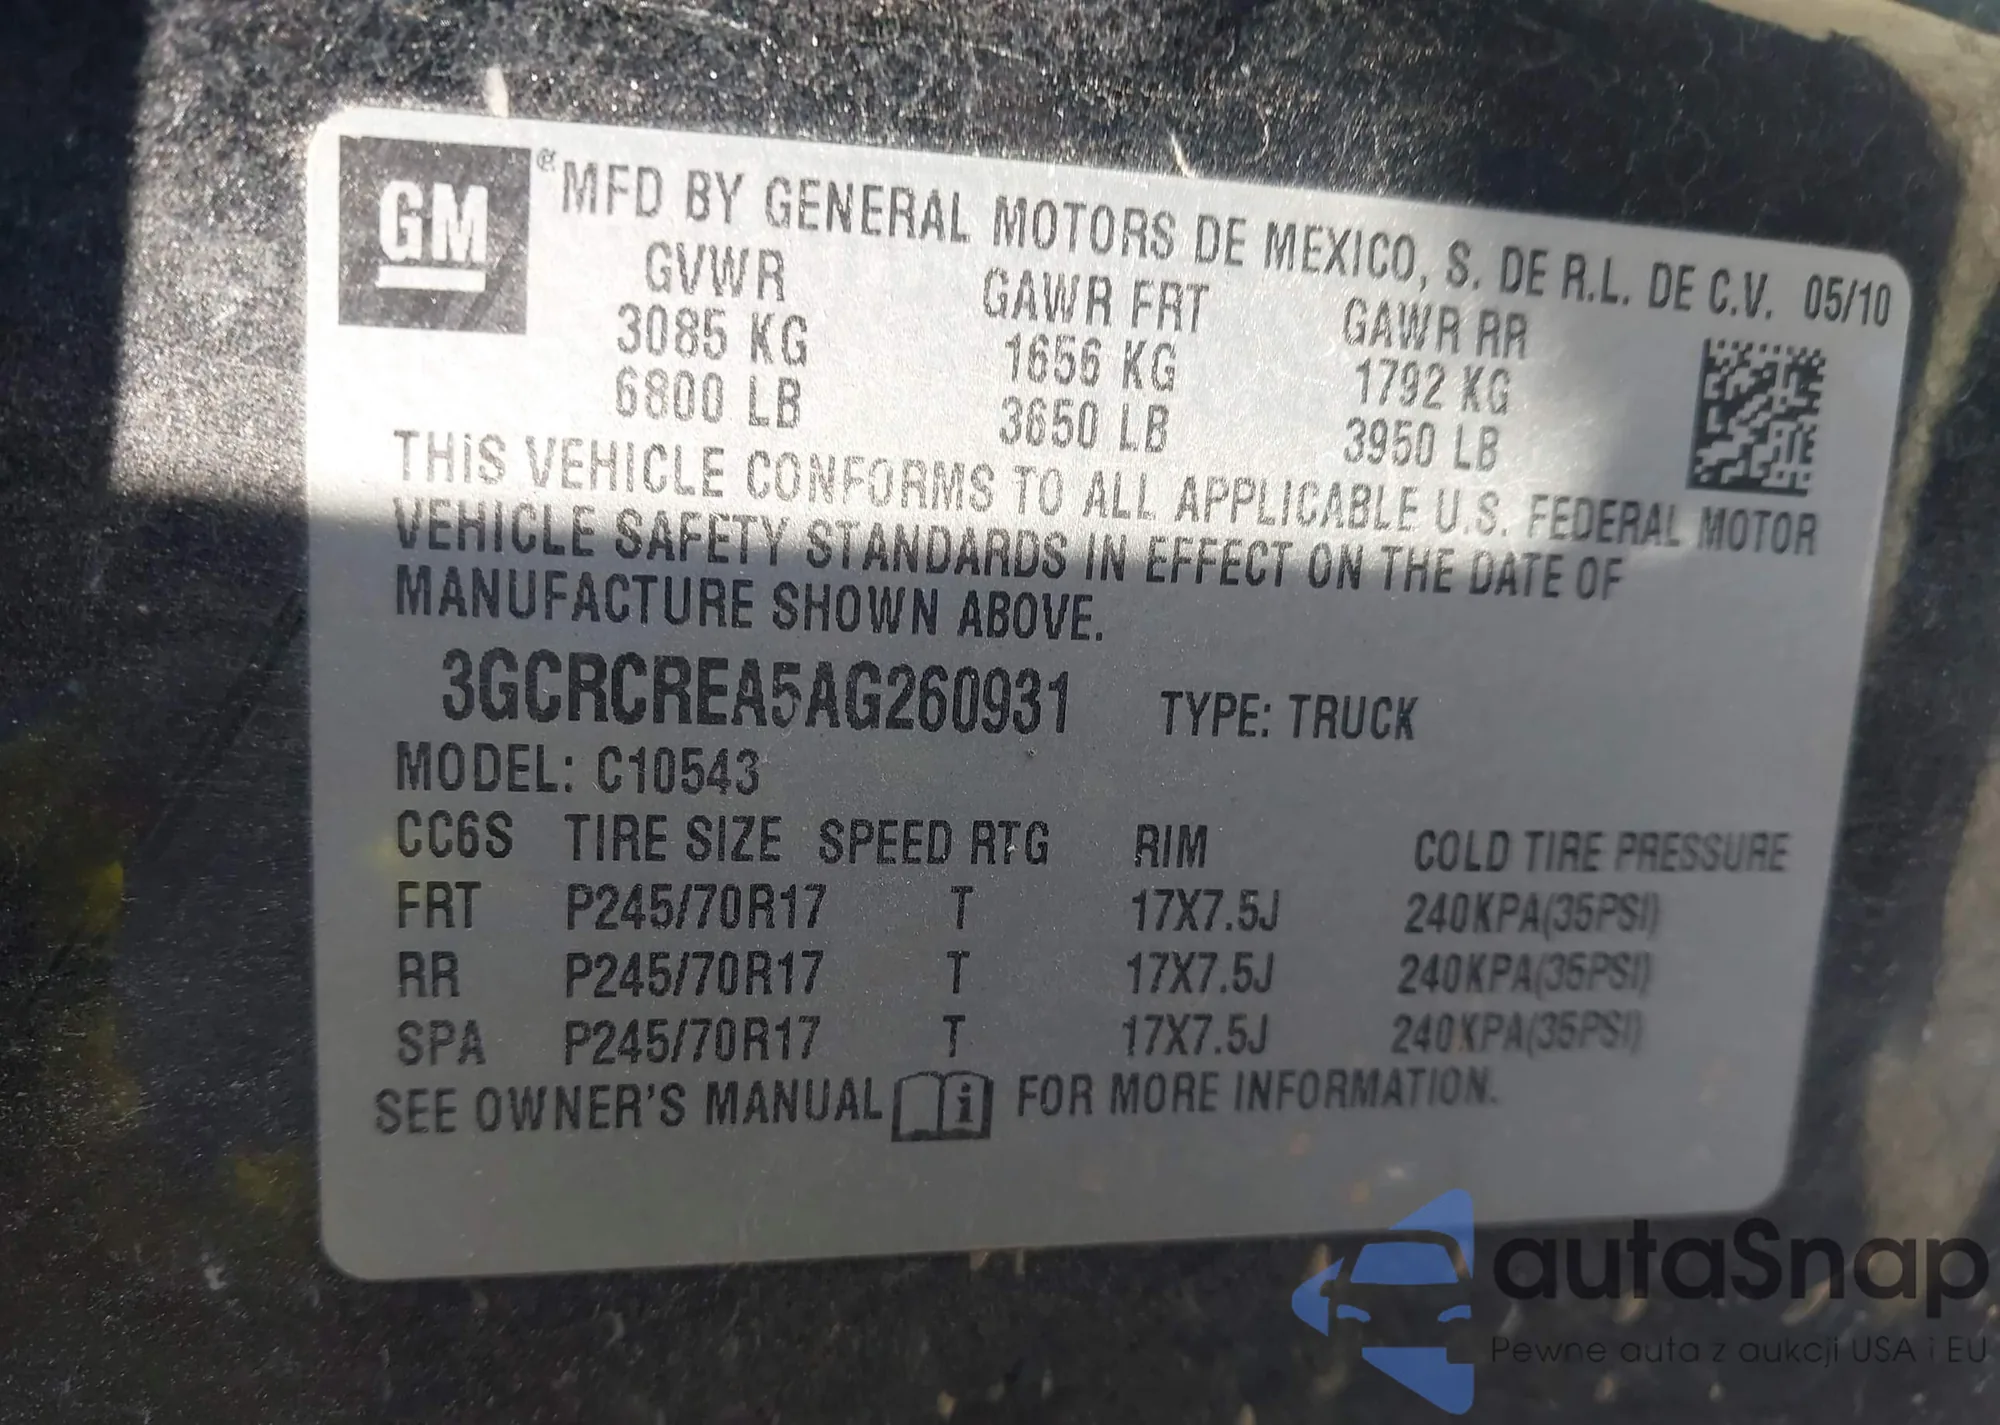 GM
® MFD BY GENERAL MOTORS DE MEXICO, S. DE R.L. DE C.V. 05/10
GVWR GAWR FRT GAWR RR
3085 KG 1656 KG 1792 KG
6800 LB 3650 LB 3950 LB
THIS VEHICLE CONFORMS TO ALL APPLICABLE U.S. FEDERAL MOTOR
VEHICLE SAFETY STANDARDS IN EFFECT ON THE DATE OF
MANUFACTURE SHOWN ABOVE.
3GCRCREA5AG260931 TYPE: TRUCK
MODEL: C10543
CC6S TIRE SIZE SPEED RTG RIM COLD TIRE PRESSURE
FRT P245/70R17 T 17X7.5J 240KPA(35PSI)
RR P245/70R17 T 17X7.5J 240KPA(35PSI)
SPA P245/70R17 T 17X7.5J 240KPA(35PSI)
SEE OWNER'S MANUAL i FOR MORE INFORMATION.
autaSnap
Pewne auta z aukcji USA i EU